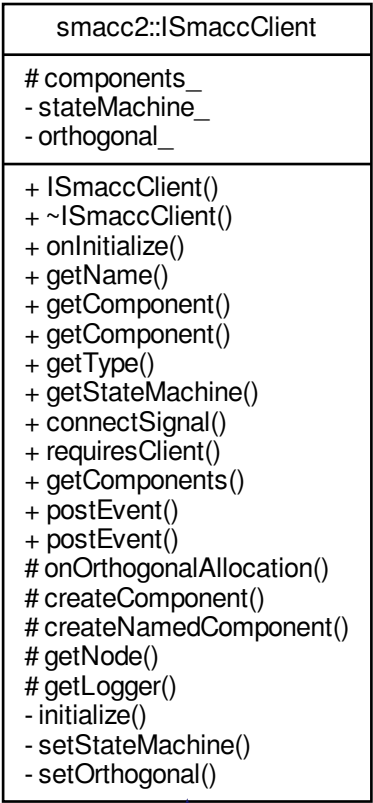 smacc2::ISmaccClient
# components_
- stateMachine_
- orthogonal_
+ ISmaccClient()
+ ~ISmaccClient()
+ onInitialize()
+ getName()
+ getComponent()
+ getComponent()
+ getType()
+ getStateMachine()
+ connectSignal()
+ requiresClient()
+ getComponents()
+ postEvent()
+ postEvent()
# onOrthogonalAllocation()
# createComponent()
# createNamedComponent()
# getNode()
# getLogger()
- initialize()
- setStateMachine()
- setOrthogonal()